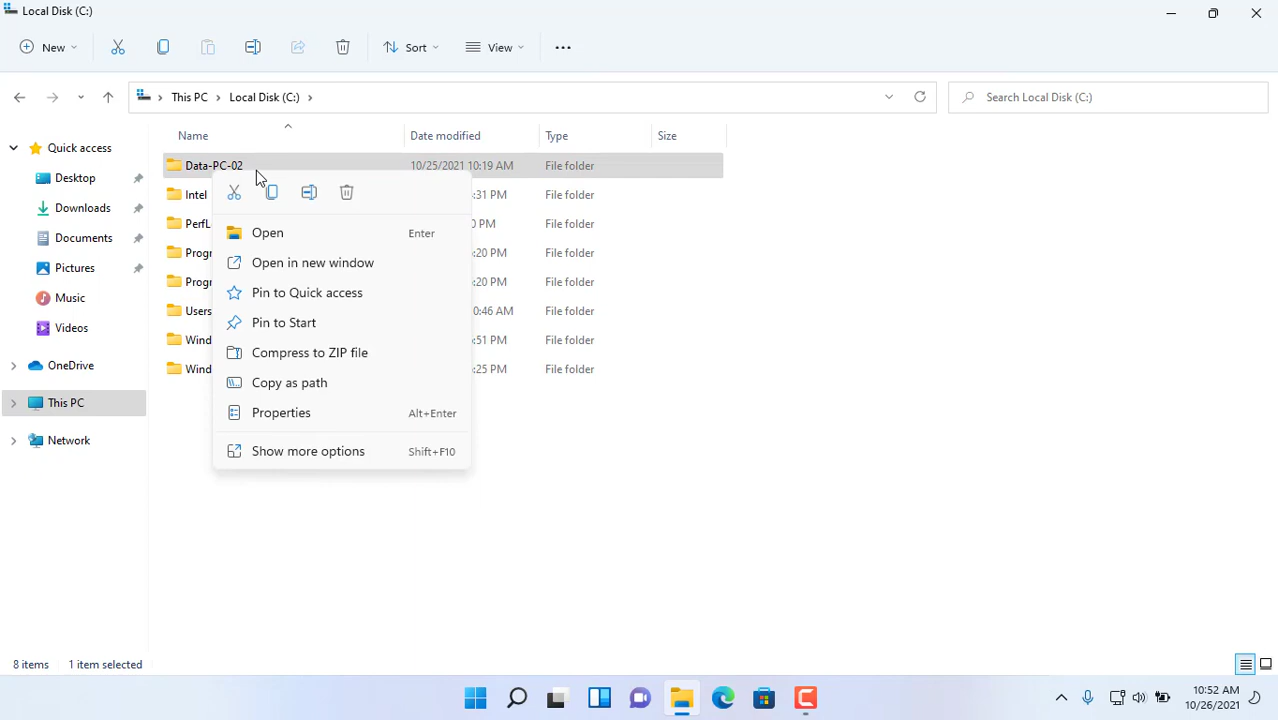 Local Disk (C:)
New
Sort
View
This PC
Local Disk (C:)
Search Local Disk (C:)
Name
Date modified
Type
Size
Quick access
Desktop
Downloads
Documents
Pictures
Music
Videos
OneDrive
This PC
Network
Data-PC-02 10/25/2021 10:19 AM File folder
Intel :31 PM File folder
PerfL 0 PM File folder
Progr :20 PM File folder
Progr :20 PM File folder
Users 0:46 AM File folder
Wind :51 PM File folder
Wind :25 PM File folder
Open Enter
Open in new window
Pin to Quick access
Pin to Start
Compress to ZIP file
Copy as path
Properties Alt+Enter
Show more options Shift+F10
8 items 1 item selected
10:52 AM
10/26/2021